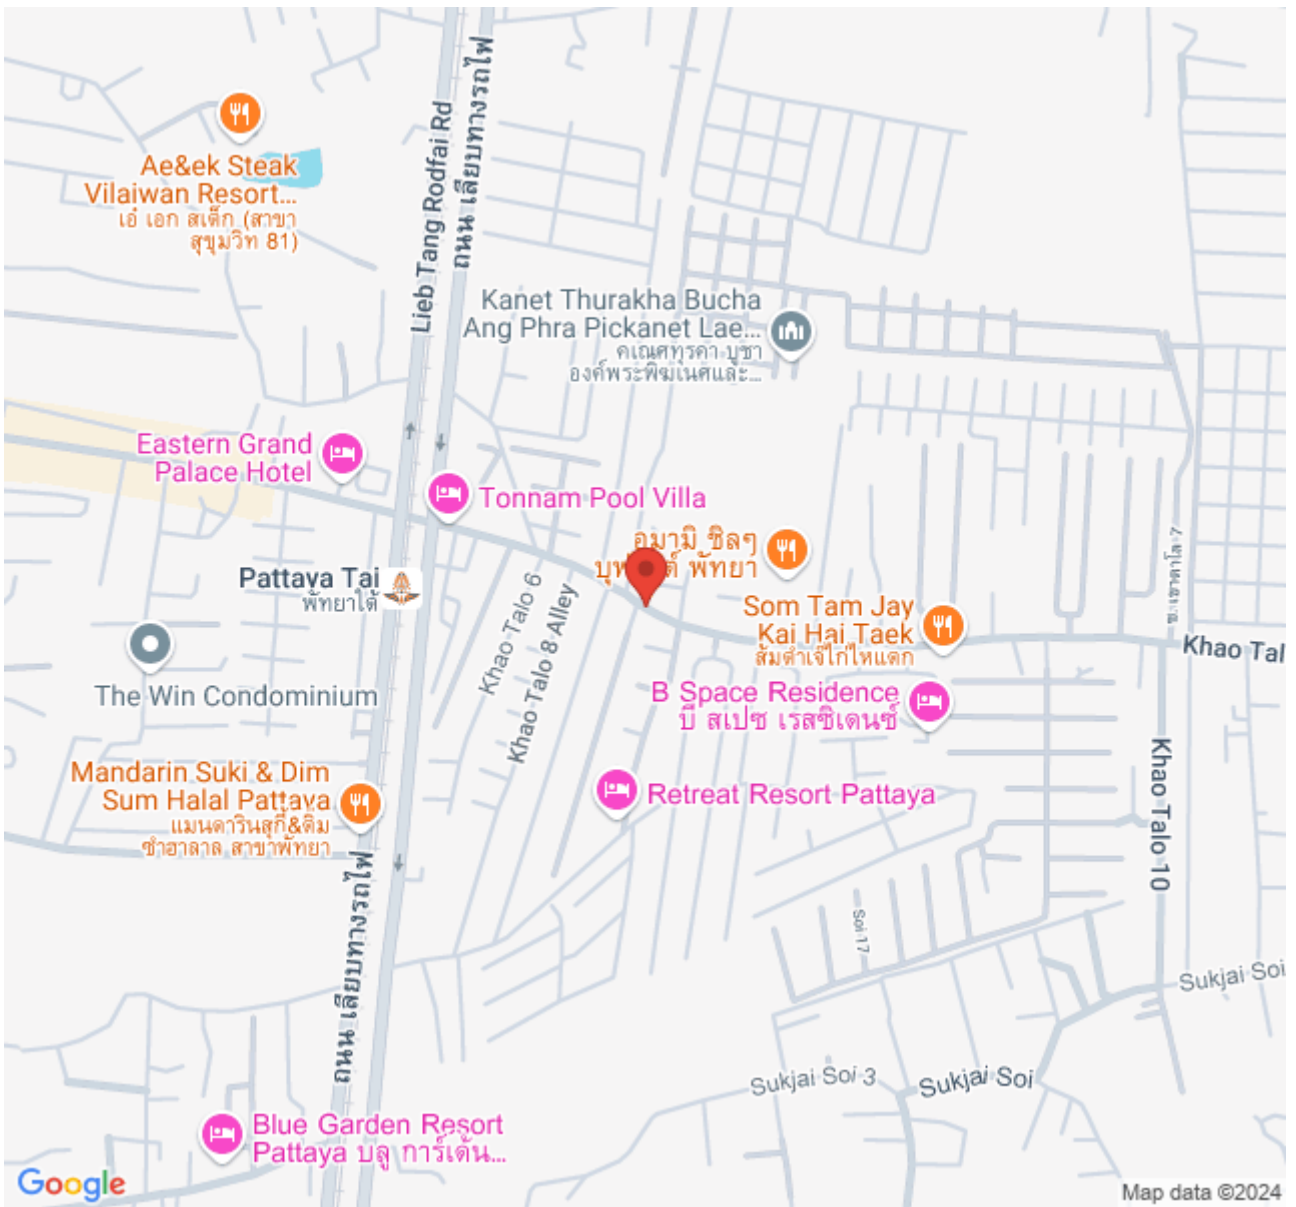 Ae&ek Steak
Vilaiwan Resort...
เอ๋ เอก สเต็ก (สาขา
สุขุมวิท 81)
Lieb Tang Rodfai Rd
ถนน เลียบทางรถไฟ
Kanet Thurakha Bucha
Ang Phra Pickanet Lae...
คเณศทุรคา บูชา
องค์พระพิฆเนศและ...
Eastern Grand
Palace Hotel
Tonnam Pool Villa
พัทยา
Pattaya Tai
พัทยาใต้
Khao Talo 6
Khao Talo 8 Alley
Som Tam Jay
Kai Hai Taek
ส้มตำเจ๊ไก่ไหแตก
ซ. เขาตาโล 7
Khao Tal
The Win Condominium
B Space Residence
บี สเปซ เรสซิเดนซ์
Mandarin Suki & Dim
Sum Halal Pattaya
แมนดารินสุกี้&ติ่ม
ซำฮาลาล สาขาพัทยา
Retreat Resort Pattaya
Khao Talo 10
Soi 17
ถนน เลียบทางรถไฟ
Sukjai Soi
Sukjai Soi 3
Sukjai Soi
Blue Garden Resort
Pattaya บลู การ์เด้น...
Google
Map data ©2024